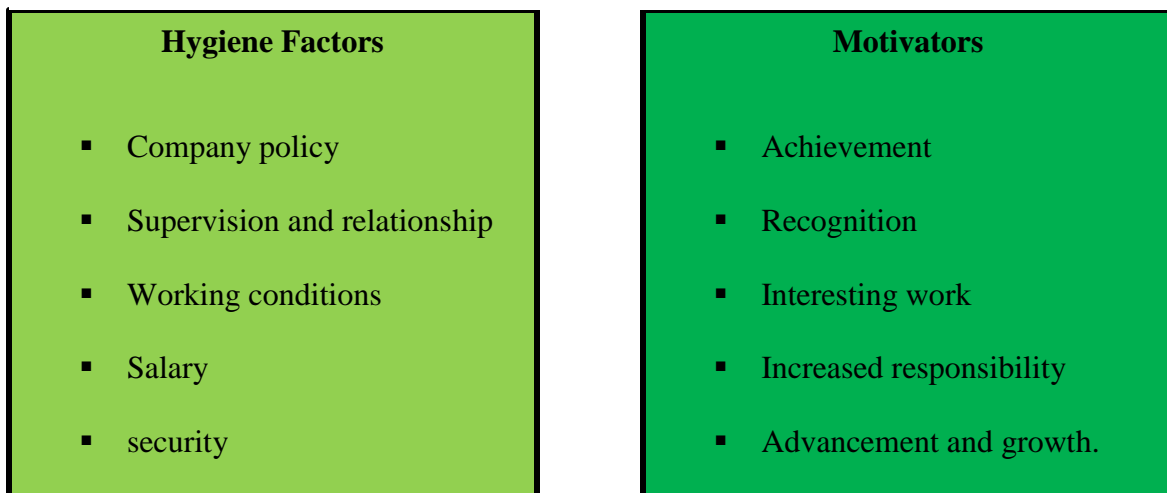 Hygiene Factors
▪ Company policy
▪ Supervision and relationship
▪ Working conditions
▪ Salary
▪ security
Motivators
▪ Achievement
▪ Recognition
▪ Interesting work
▪ Increased responsibility
▪ Advancement and growth.